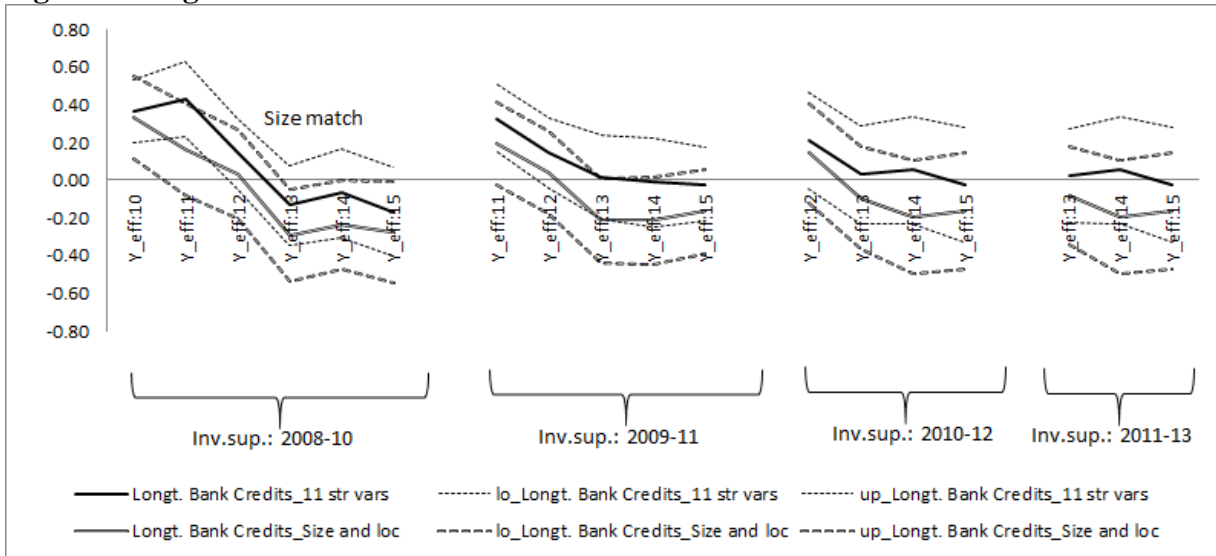 0.80
0.60
0.40
0.20
0.00
-0.20
-0.40
-0.60
-0.80
Size match
Y_eff:10
Y_eff:11
Y_eff:12
Y_eff:13
Y_eff:14
Y_eff:15
Y_eff:11
Y_eff:12
Y_eff:13
Y_eff:14
Y_eff:15
Y_eff:12
Y_eff:13
Y_eff:14
Y_eff:15
Y_eff:13
Y_eff:14
Y_eff:15
Inv.sup.: 2008-10
Inv.sup.: 2009-11
Inv.sup.: 2010-12
Inv.sup.: 2011-13
Longt. Bank Credits_11 str vars
lo_Longt. Bank Credits_11 str vars
up_Longt. Bank Credits_11 str vars
Longt. Bank Credits_Size and loc
lo_Longt. Bank Credits_Size and loc
up_Longt. Bank Credits_Size and loc